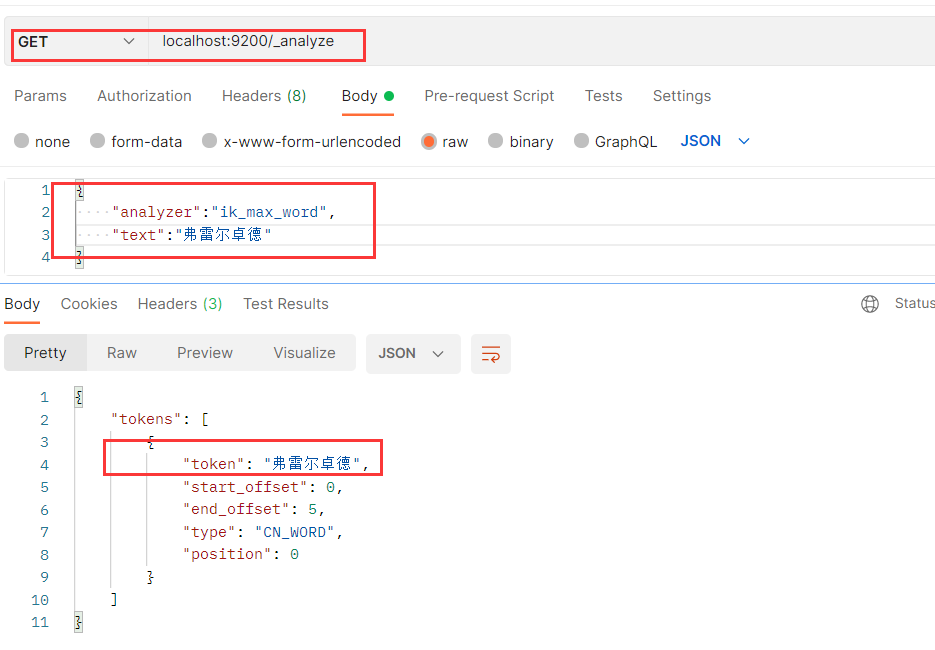 GET localhost:9200/_analyze
Params Authorization Headers (8) Body Pre-request Script Tests Settings
none form-data x-www-form-urlencoded raw binary GraphQL JSON
1 {
2 ····"analyzer":"ik_max_word",
3 ····"text":"弗雷尔卓德"
4 }
Body Cookies Headers (3) Test Results Status
Pretty Raw Preview Visualize JSON
1 {
2 "tokens": [
3 {
4 "token": "弗雷尔卓德",
5 "start_offset": 0,
6 "end_offset": 5,
7 "type": "CN_WORD",
8 "position": 0
9 }
10 ]
11 }